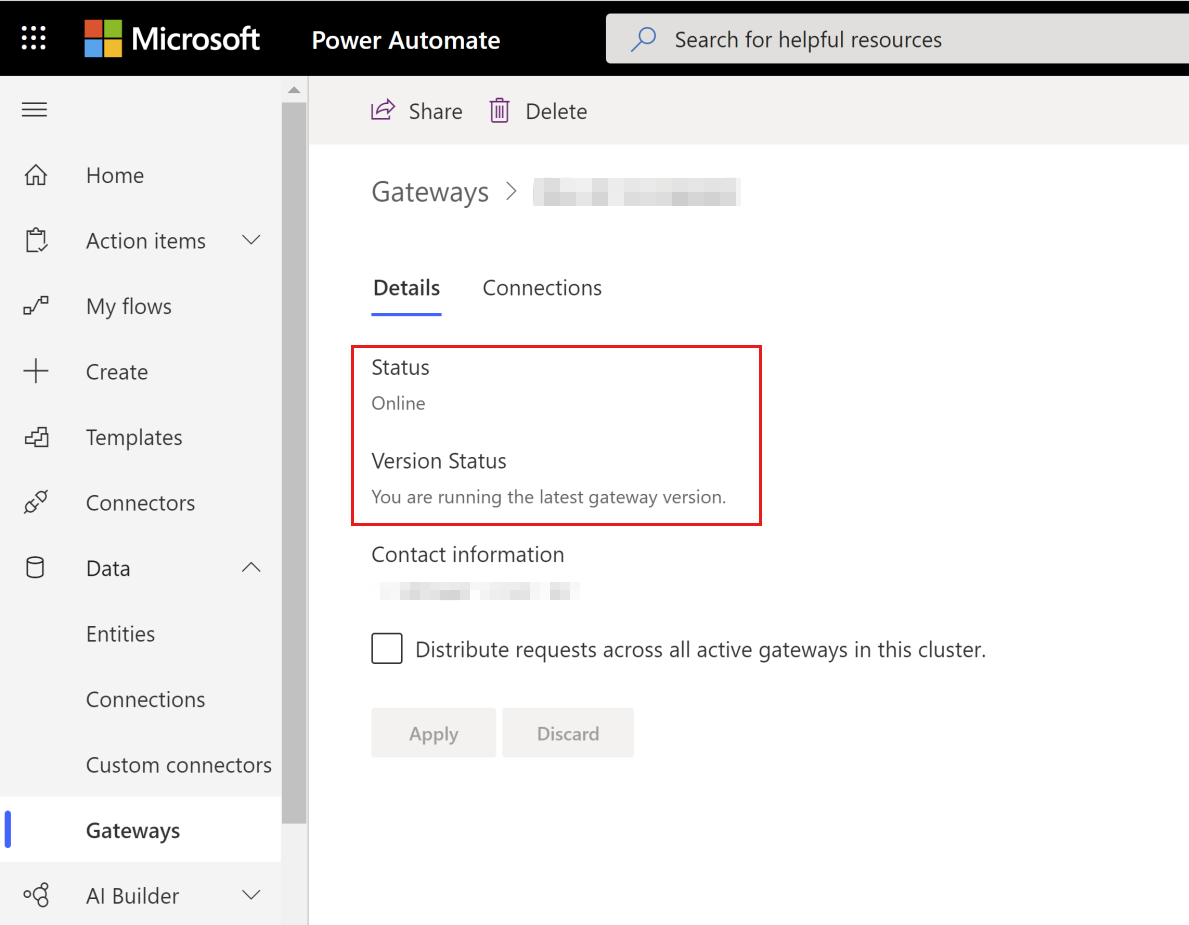 Microsoft Power Automate Search for helpful resources
Share Delete
Home
Action items
My flows
Create
Templates
Connectors
Data
Entities
Connections
Custom connectors
Gateways
AI Builder
Gateways >
Details Connections
Status
Online
Version Status
You are running the latest gateway version.
Contact information
Distribute requests across all active gateways in this cluster.
Apply Discard